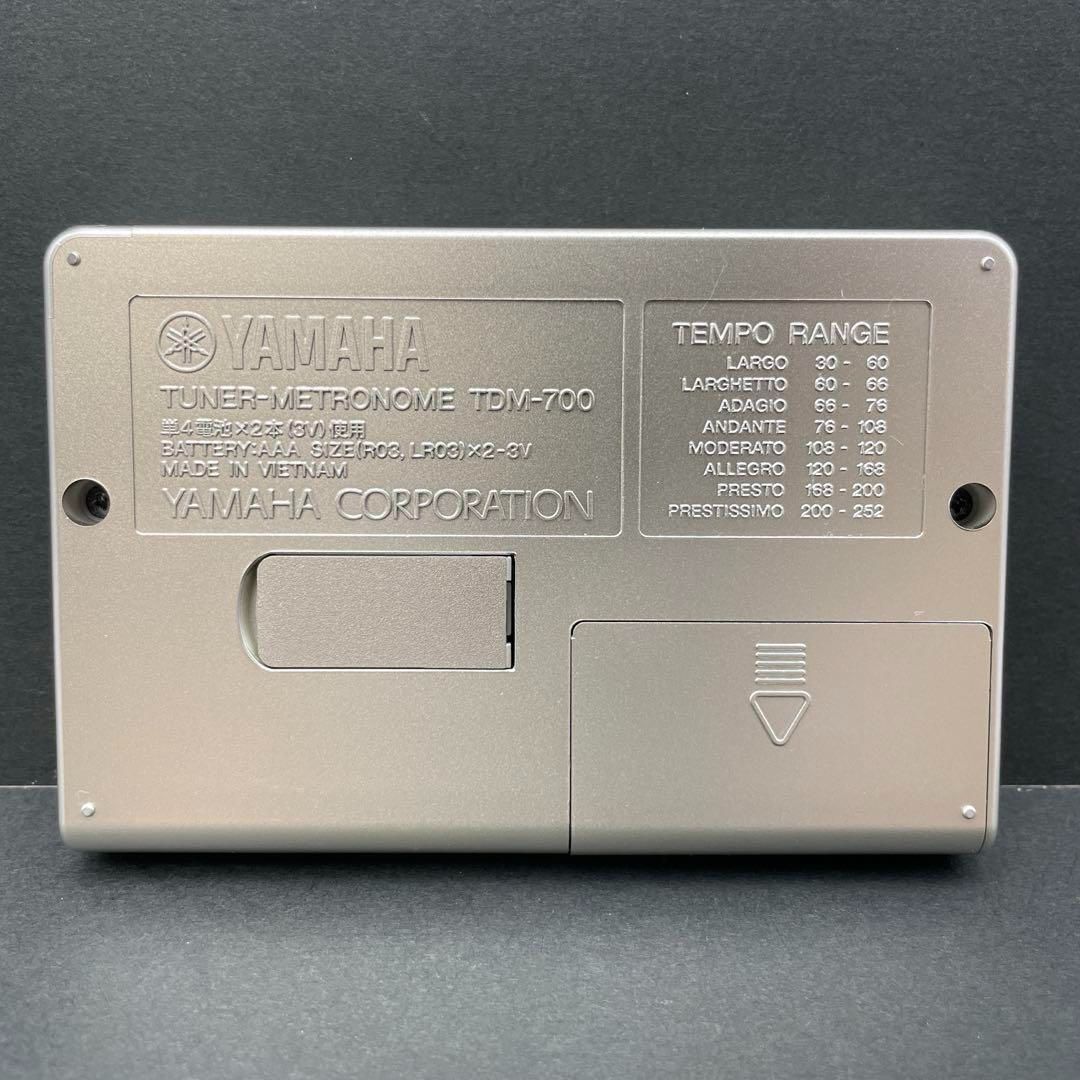 YAMAHA
TUNER-METRONOME TDM-700
単4電池×2本(3V)使用
BATTERY:AAA SIZE(R03, LR03)×2-3V
MADE IN VIETNAM
YAMAHA CORPORATION
TEMPO RANGE
LARGO 30 - 60
LARGHETTO 60 - 66
ADAGIO 66 - 76
ANDANTE 76 - 108
MODERATO 108 - 120
ALLEGRO 120 - 168
PRESTO 168 - 200
PRESTISSIMO 200 - 252